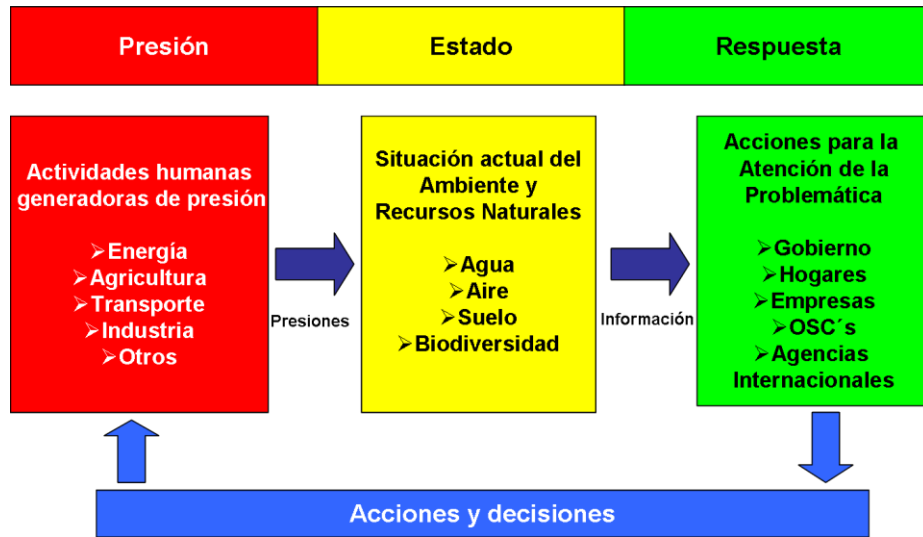 Presión
Estado
Respuesta
Actividades humanas
generadoras de presión
➢Energía
➢Agricultura
➢Transporte
➢Industria
➢Otros
Presiones
Situación actual del
Ambiente y
Recursos Naturales
➢Agua
➢Aire
➢Suelo
➢Biodiversidad
Información
Acciones para la
Atención de la
Problemática
➢Gobierno
➢Hogares
➢Empresas
➢OSC´s
➢Agencias
Internacionales
Acciones y decisiones